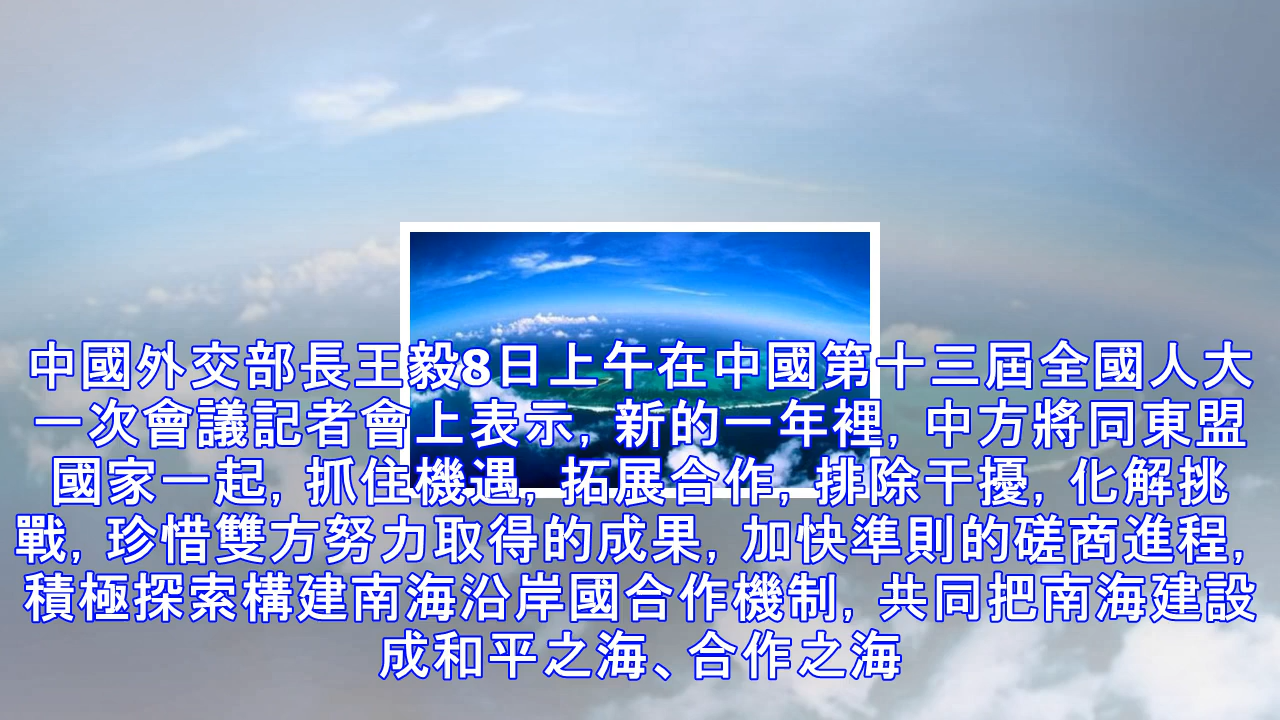 中國外交部長王毅8日上午在中國第十三屆全國人大
一次會議記者會上表示, 新的一年裡, 中方將同東盟
國家一起, 抓住機遇, 拓展合作, 排除干擾, 化解挑
戰, 珍惜雙方努力取得的成果, 加快準則的磋商進程,
積極探索構建南海沿岸國合作機制, 共同把南海建設
成和平之海、合作之海